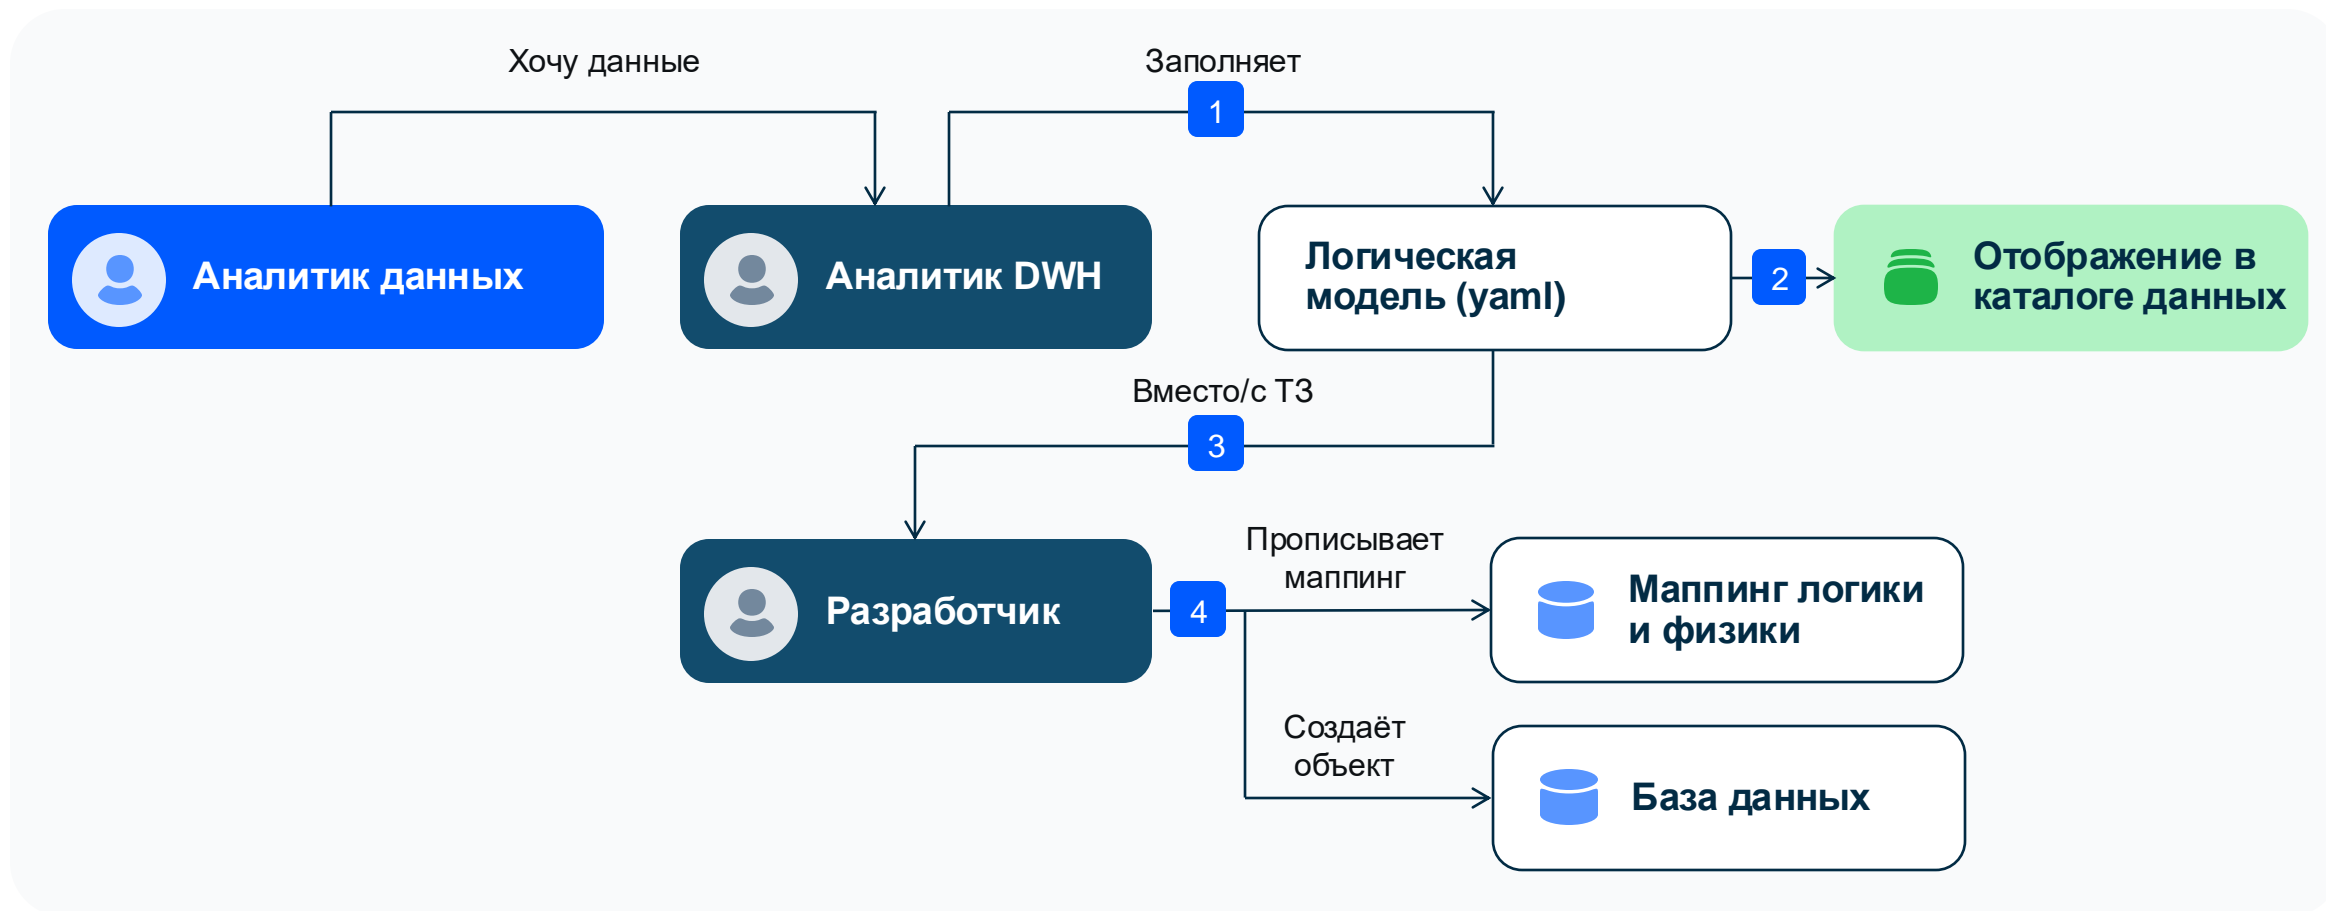 Хочу данные
Заполняет
1
Аналитик данных
Аналитик DWH
Логическая
модель (yaml)
2
Отображение в
каталоге данных
Вместо/с ТЗ
3
Разработчик
4
Прописывает
маппинг
Маппинг логики
и физики
Создаёт
объект
База данных